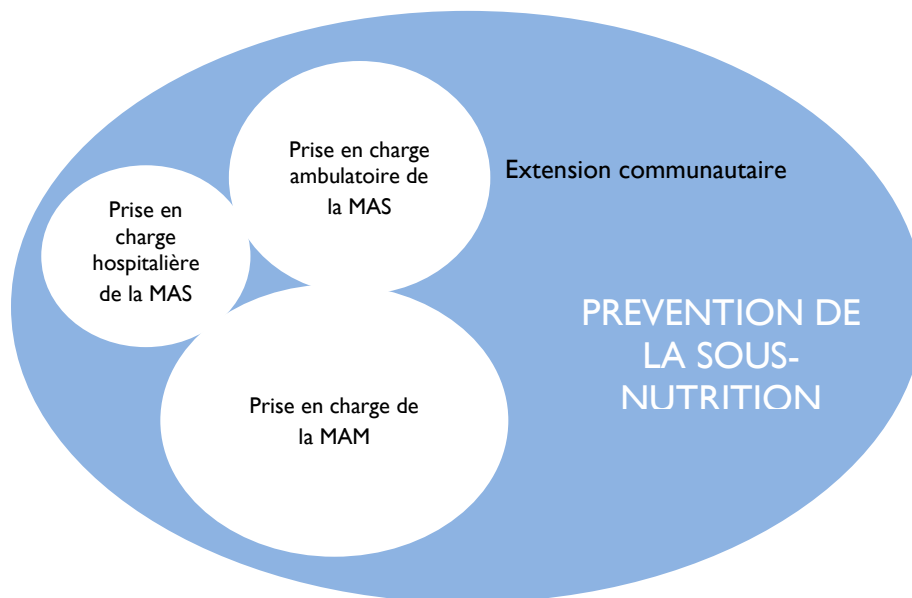 Prise en charge
ambulatoire de
la MAS
Extension communautaire
Prise en
charge
hospitalière
de la MAS
PREVENTION DE
LA SOUS-
NUTRITION
Prise en charge de
la MAM